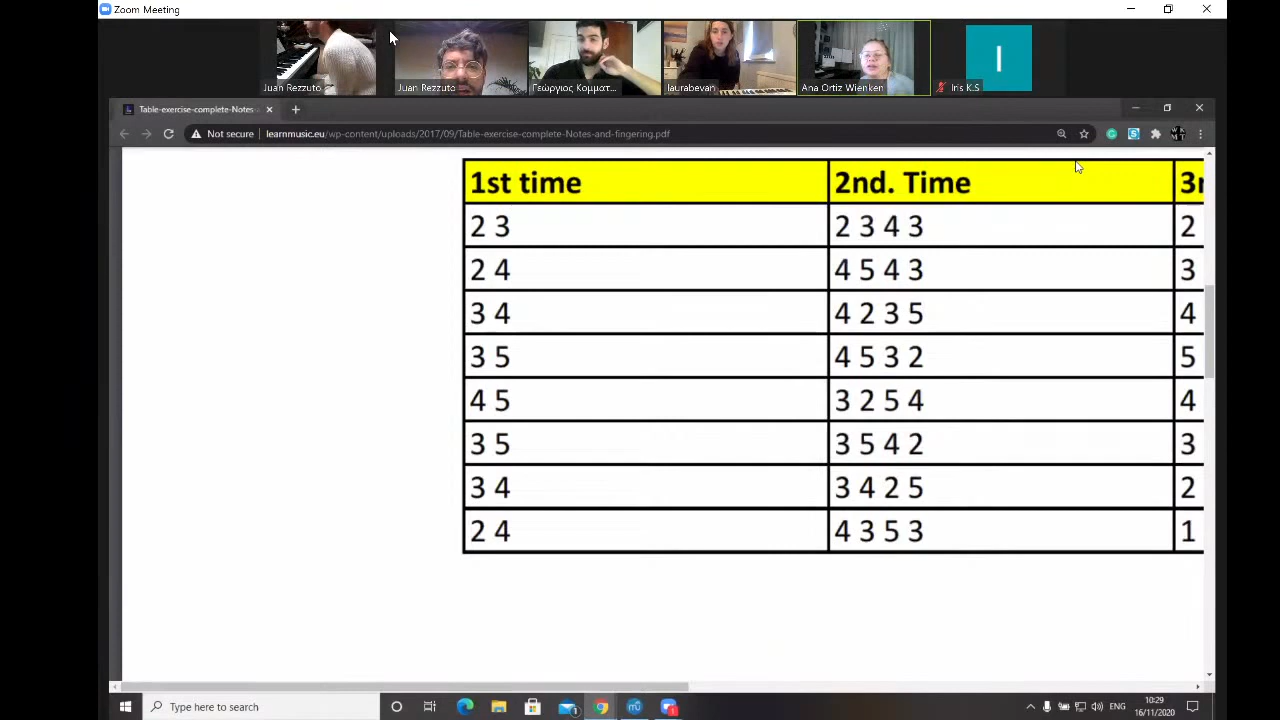 Zoom Meeting
Juan Rezzuto
Juan Rezzuto
Γεώργιος Κομματ...
laurabevan
Ana Ortiz Wienken
I
Iris K.S
Table-exercise-complete-Notes
Not secure
learnmusic.eu/wp-content/uploads/2017/09/Table-exercise-complete-Notes-and-fingering.pdf
1st time 2nd. Time 3r
2 3 2 3 4 3 2
2 4 4 5 4 3 3
3 4 4 2 3 5 4
3 5 4 5 3 2 5
4 5 3 2 5 4 4
3 5 3 5 4 2 3
3 4 3 4 2 5 2
2 4 4 3 5 3 1
Type here to search
ENG
10:29
16/11/2020